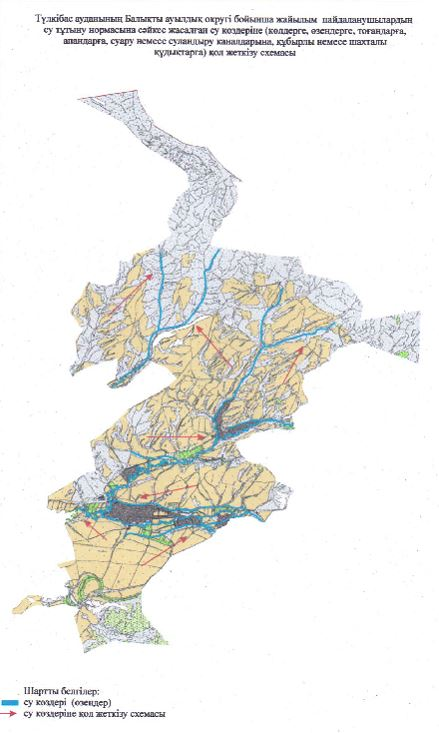 Түлкібас ауданының Балықты ауылдық округі бойынша жайылым пайдаланушылардың
су тұтыну нормасына сәйкес жасалған су көздеріне (көлдерге, өзендерге, тоғандарға,
апандарға, суару немесе суландыру каналдарына, құбырлы немесе шахталы
құдықтарға) қол жеткізу схемасы
Шартты белгілер:
су көздері (өзендер)
су көздеріне қол жеткізу схемасы